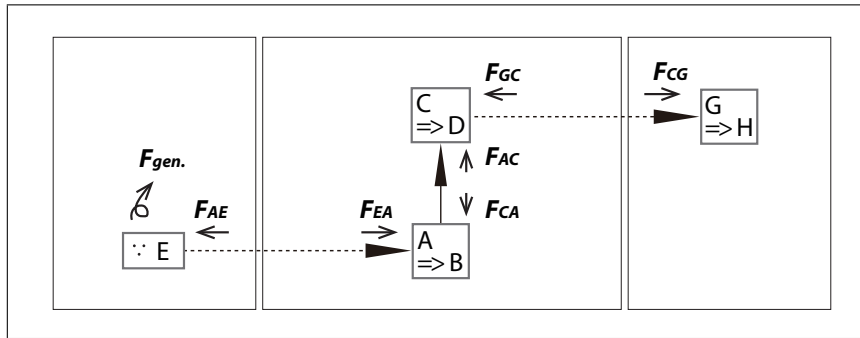 FGC
FCG
C
=> D
G
=> H
Fgen.
FAC
FAE
FEA
FCA
∵ E
A
=> B